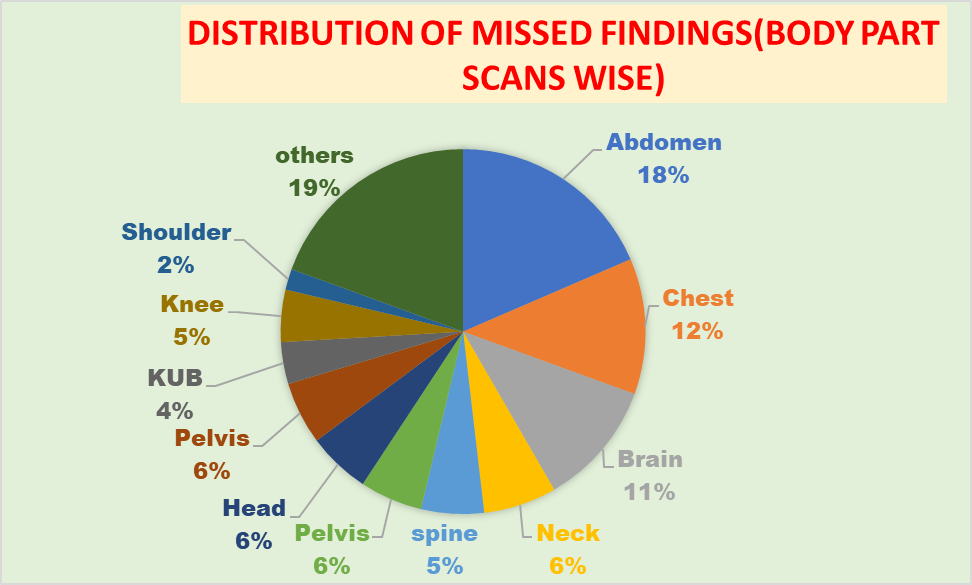 DISTRIBUTION OF MISSED FINDINGS(BODY PART
SCANS WISE)
Abdomen
18%
Chest
12%
Brain
11%
Neck
6%
spine
5%
Pelvis
6%
Head
6%
Pelvis
6%
KUB
4%
Knee
5%
Shoulder
2%
others
19%